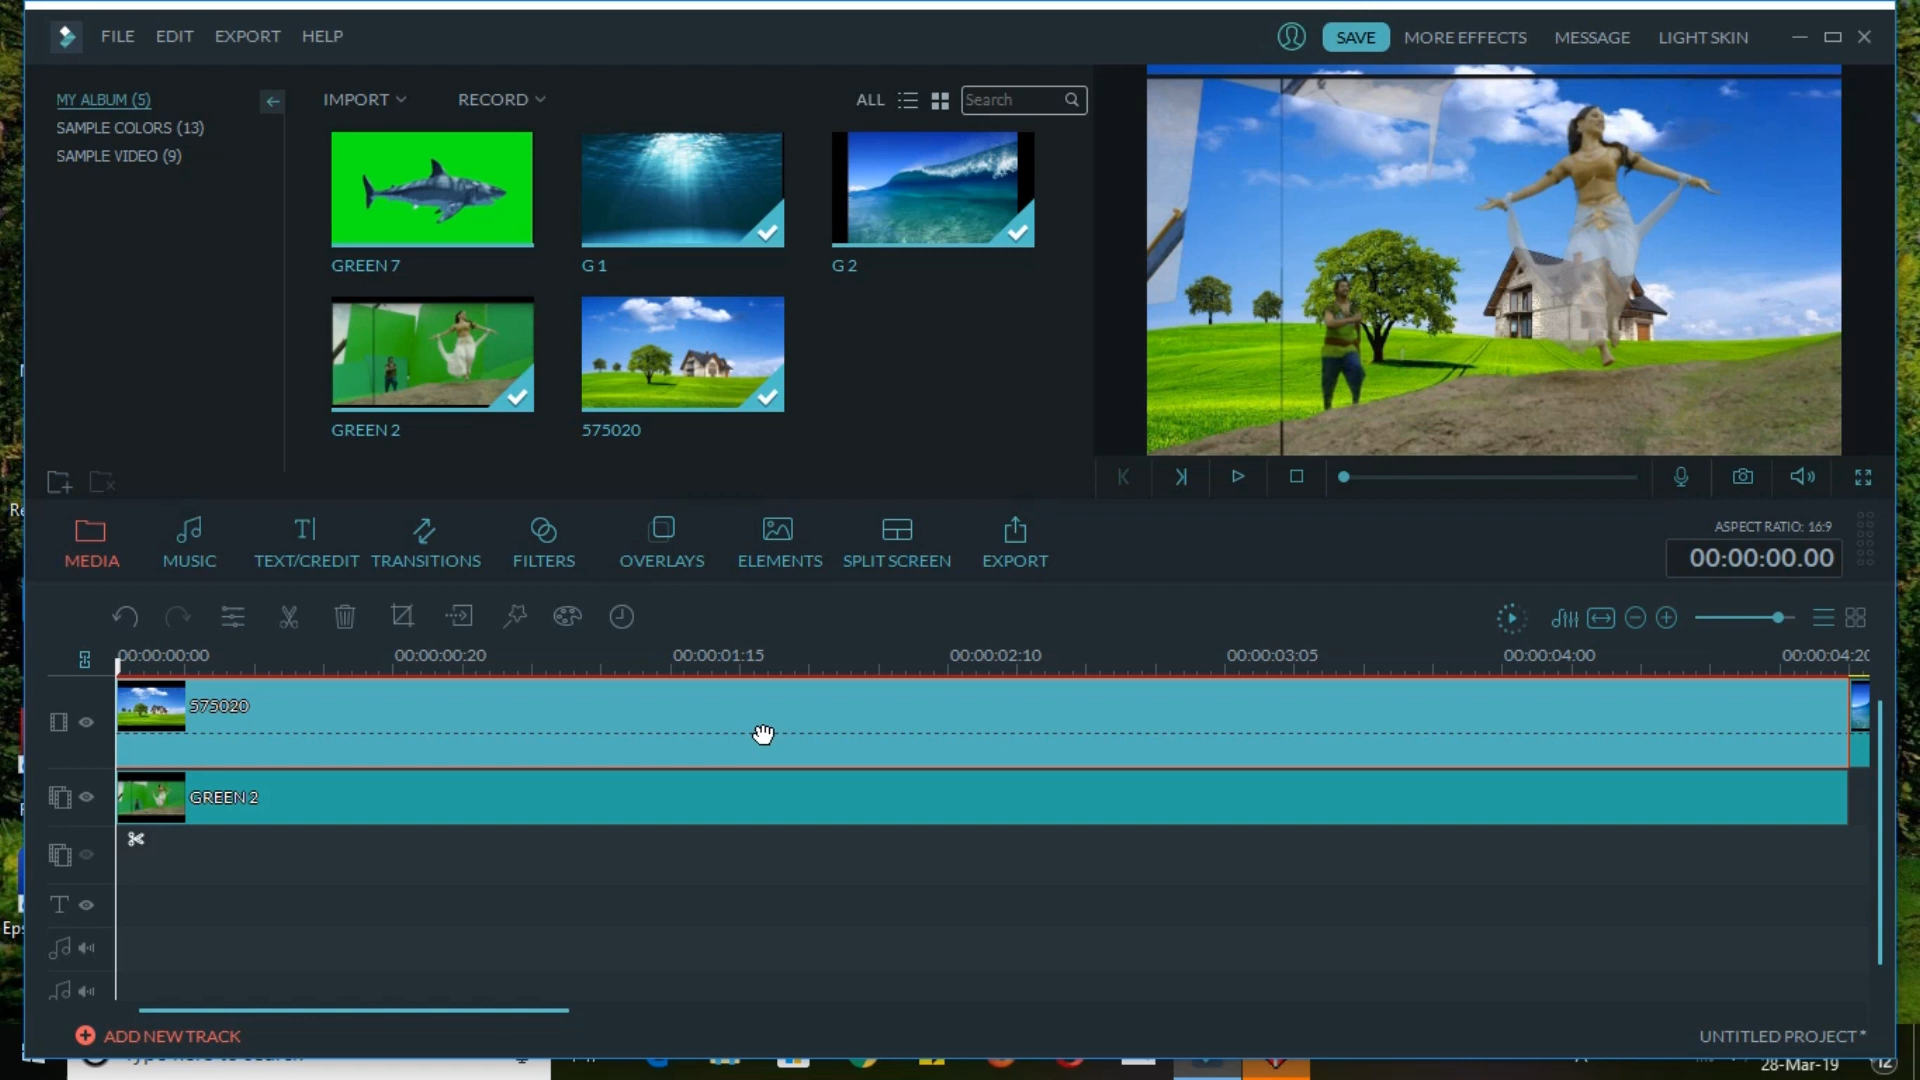 FILE EDIT EXPORT HELP
SAVE MORE EFFECTS MESSAGE LIGHT SKIN
MY ALBUM (5)
SAMPLE COLORS (13)
SAMPLE VIDEO (9)
IMPORT RECORD ALL Search
GREEN 7 G 1 G 2
GREEN 2 575020
MEDIA MUSIC TEXT/CREDIT TRANSITIONS FILTERS OVERLAYS ELEMENTS SPLIT SCREEN EXPORT
ASPECT RATIO: 16:9
00:00:00.00
00:00:00:00 00:00:00:20 00:00:01:15 00:00:02:10 00:00:03:05 00:00:04:00 00:00:04:20
575020
GREEN 2
T
ADD NEW TRACK
UNTITLED PROJECT*
Re
Eps
28-Mar-19
12